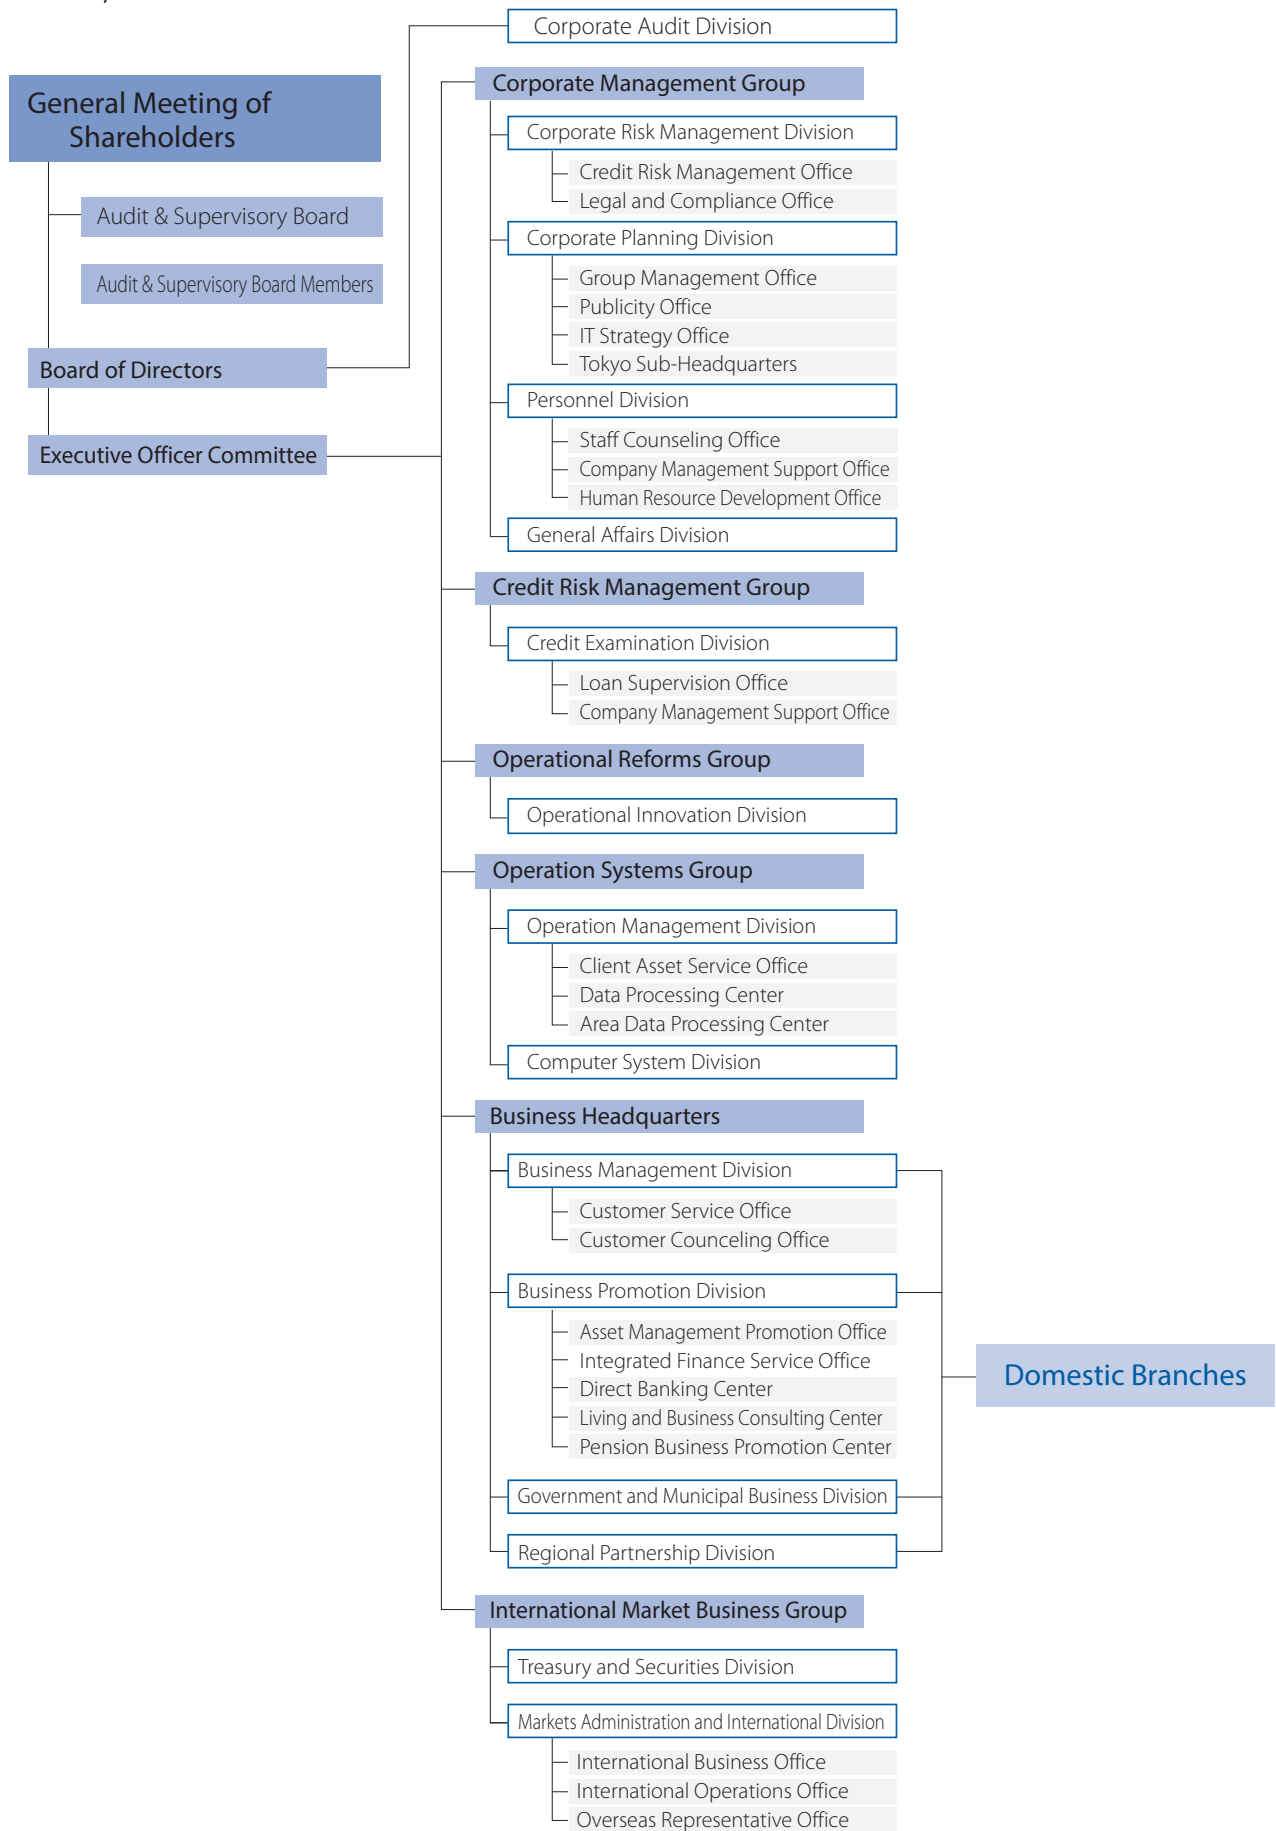 General Meeting of
Shareholders
Audit & Supervisory Board
Audit & Supervisory Board Members
Board of Directors
Executive Officer Committee
Corporate Audit Division
Corporate Management Group
Corporate Risk Management Division
Credit Risk Management Office
Legal and Compliance Office
Corporate Planning Division
Group Management Office
Publicity Office
IT Strategy Office
Tokyo Sub-Headquarters
Personnel Division
Staff Counseling Office
Company Management Support Office
Human Resource Development Office
General Affairs Division
Credit Risk Management Group
Credit Examination Division
Loan Supervision Office
Company Management Support Office
Operational Reforms Group
Operational Innovation Division
Operation Systems Group
Operation Management Division
Client Asset Service Office
Data Processing Center
Area Data Processing Center
Computer System Division
Business Headquarters
Business Management Division
Customer Service Office
Customer Counceling Office
Business Promotion Division
Asset Management Promotion Office
Integrated Finance Service Office
Direct Banking Center
Living and Business Consulting Center
Pension Business Promotion Center
Government and Municipal Business Division
Regional Partnership Division
Domestic Branches
International Market Business Group
Treasury and Securities Division
Markets Administration and International Division
International Business Office
International Operations Office
Overseas Representative Office